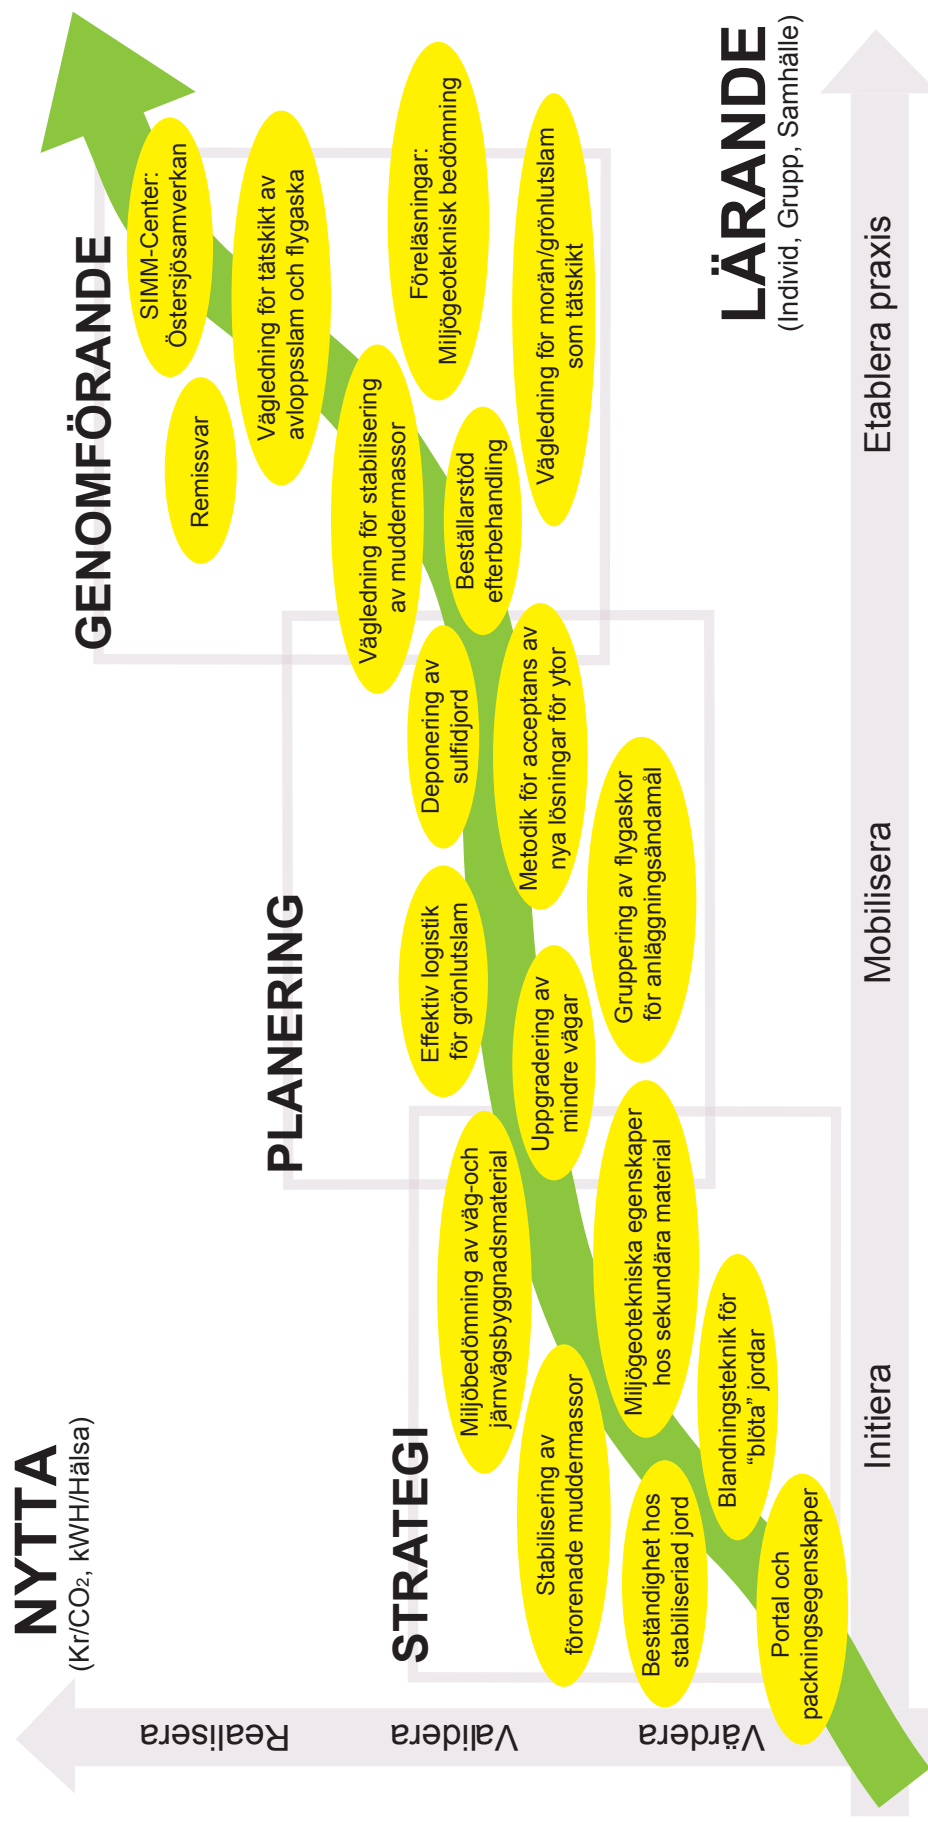 NYTTA
(Kr/CO2, kWH/Hälsa)
Realisera
Validera
Värdera
STRATEGI
Miljöbedömning av väg-och
järnvägsbyggnadsmaterial
Stabilisering av
förorenade muddermassor
Miljögeotekniska egenskaper
hos sekundära material
Beständighet hos
stabiliseriad jord
Blandningsteknik för
“blöta” jordar
Portal och
packningsegenskaper
PLANERING
Effektiv logistik
för grönlutslam
Deponering av
sulfidjord
Uppgradering av
mindre vägar
Metodik för acceptans av
nya lösningar för ytor
Gruppering av flygaskor
för anläggningsändamål
GENOMFÖRANDE
SIMM-Center:
Östersjösamverkan
Remissvar
Vägledning för tätskikt av
avloppsslam och flygaska
Vägledning för stabilisering
av muddermassor
Föreläsningar:
Miljögeoteknisk bedömning
Beställarstöd
efterbehandling
Vägledning för morän/grönlutslam
som tätskikt
LÄRANDE
(Individ, Grupp, Samhälle)
Initiera
Mobilisera
Etablera praxis